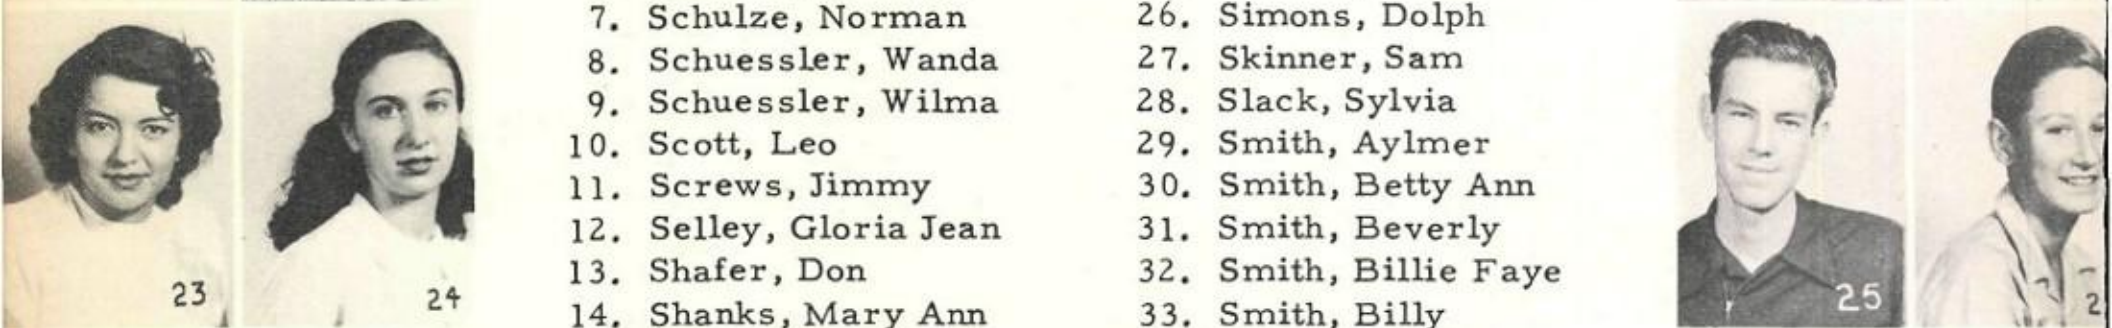 7. Schulze, Norman
8. Schuessler, Wanda
9. Schuessler, Wilma
10. Scott, Leo
11. Screws, Jimmy
12. Selley, Gloria Jean
13. Shafer, Don
14. Shanks, Mary Ann
26. Simons, Dolph
27. Skinner, Sam
28. Slack, Sylvia
29. Smith, Aylmer
30. Smith, Betty Ann
31. Smith, Beverly
32. Smith, Billie Faye
33. Smith, Billy
23
24
25
2